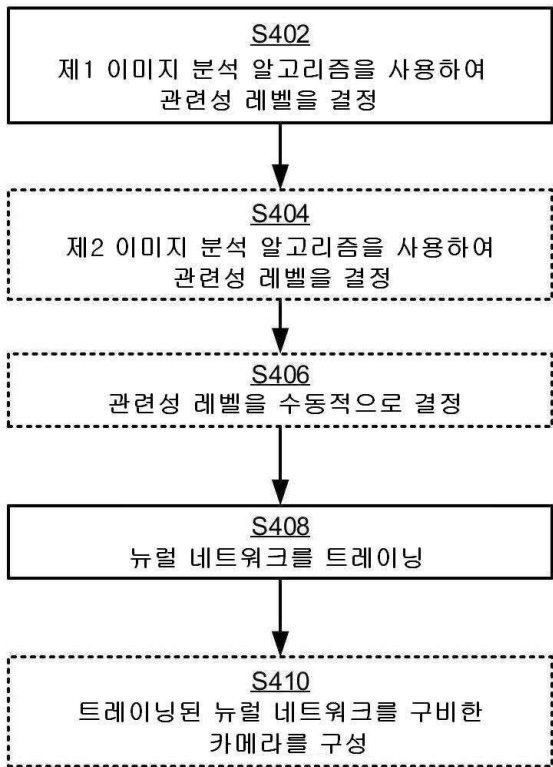 S402
제1 이미지 분석 알고리즘을 사용하여
관련성 레벨을 결정
S404
제2 이미지 분석 알고리즘을 사용하여
관련성 레벨을 결정
S406
관련성 레벨을 수동적으로 결정
S408
뉴럴 네트워크를 트레이닝
S410
트레이닝된 뉴럴 네트워크를 구비한
카메라를 구성